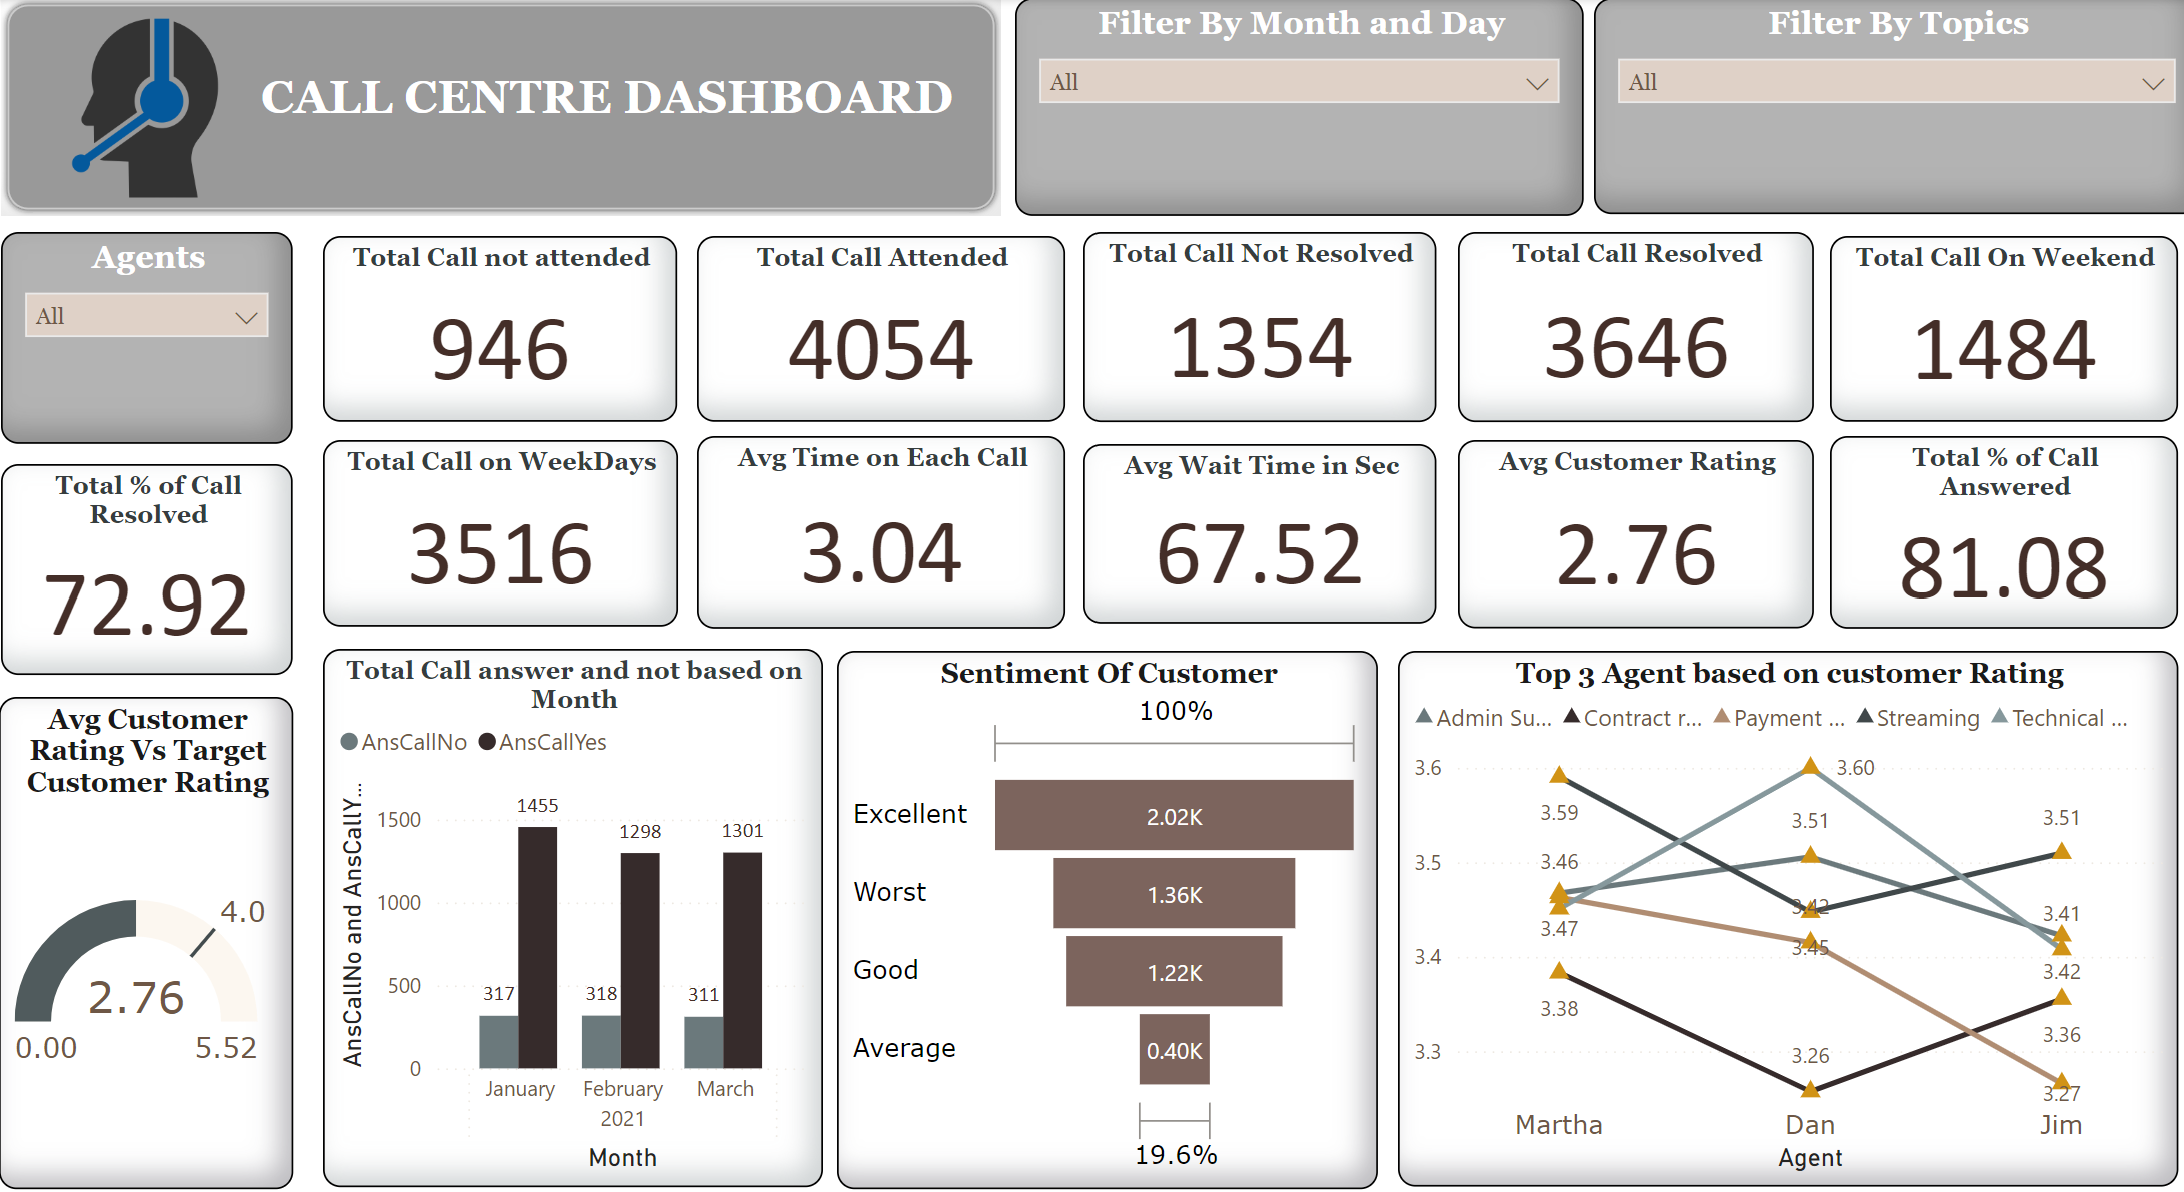 CALL CENTRE DASHBOARD
Filter By Month and Day
All
Filter By Topics
All
Agents
All
Total Call not attended
946
Total Call Attended
4054
Total Call Not Resolved
1354
Total Call Resolved
3646
Total Call On Weekend
1484
Total % of Call
Resolved
72.92
Total Call on WeekDays
3516
Avg Time on Each Call
3.04
Avg Wait Time in Sec
67.52
Avg Customer Rating
2.76
Total % of Call
Answered
81.08
Avg Customer
Rating Vs Target
Customer Rating
4.0
2.76
0.00
5.52
Total Call answer and not based on
Month
AnsCallNo
AnsCallYes
AnsCallNo and AnsCallY...
1500
1000
500
0
317
1455
318
1298
311
1301
January
February
March
2021
Month
Sentiment Of Customer
100%
Excellent
2.02K
Worst
1.36K
Good
1.22K
Average
0.40K
19.6%
Top 3 Agent based on customer Rating
Admin Su...
Contract r...
Payment ...
Streaming
Technical ...
3.6
3.5
3.4
3.3
3.59
3.46
3.47
3.38
3.60
3.51
3.42
3.45
3.26
3.51
3.41
3.42
3.36
3.27
Martha
Dan
Jim
Agent